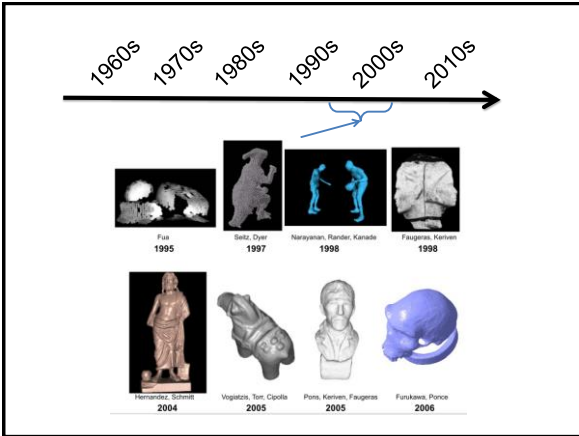 1960s 1970s 1980s 1990s 2000s 2010s
Fua Seitz, Dyer Narayanan, Rander, Kanade Faugeras, Keriven
1995 1997 1998 1998
Hernandez, Schmitt Vogiatzis, Torr, Cipolla Pons, Keriven, Faugeras Furukawa, Ponce
2004 2005 2005 2006